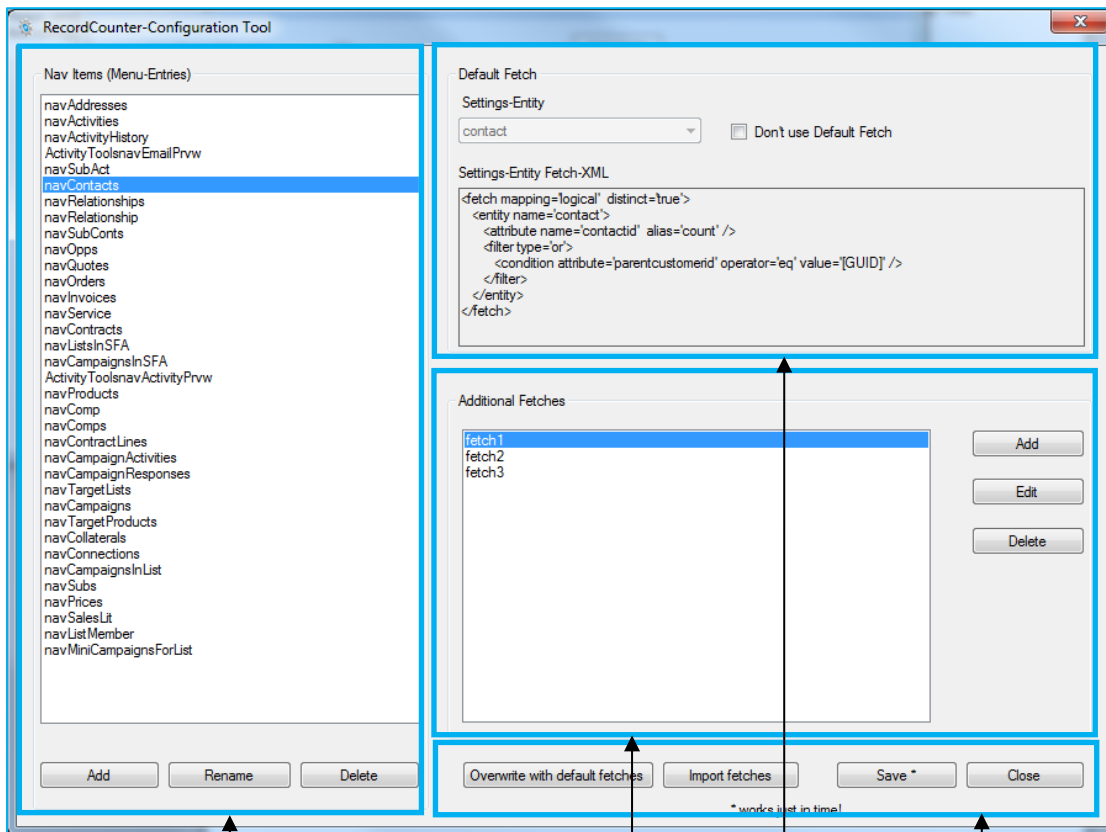 RecordCounter-Configuration Tool
Nav Items (Menu-Entries)
navAddresses
navActivities
navActivityHistory
ActivityToolsnavEmailPrvw
navSubAct
navContacts
navRelationships
navRelationship
navSubConts
navOpps
navQuotes
navOrders
navInvoices
navService
navContracts
navListsInSFA
navCampaignsInSFA
ActivityToolsnavActivityPrvw
navProducts
navComp
navComps
navContractLines
navCampaignActivities
navCampaignResponses
navTargetLists
navCampaigns
navTargetProducts
navCollaterals
navConnections
navCampaignsInList
navSubs
navPrices
navSalesLit
navListMember
navMiniCampaignsForList
Add Rename Delete
Default Fetch
Settings-Entity
contact Don't use Default Fetch
Settings-Entity Fetch-XML
<fetch mapping='logical' distinct='true'>
<entity name='contact'>
<attribute name='contactid' alias='count' />
<filter type='or'>
<condition attribute='parentcustomerid' operator='eq' value='[GUID]' />
</filter>
</entity>
</fetch>
Additional Fetches
fetch1
fetch2
fetch3
Add
Edit
Delete
Overwrite with default fetches Import fetches Save * Close
* works just in time!